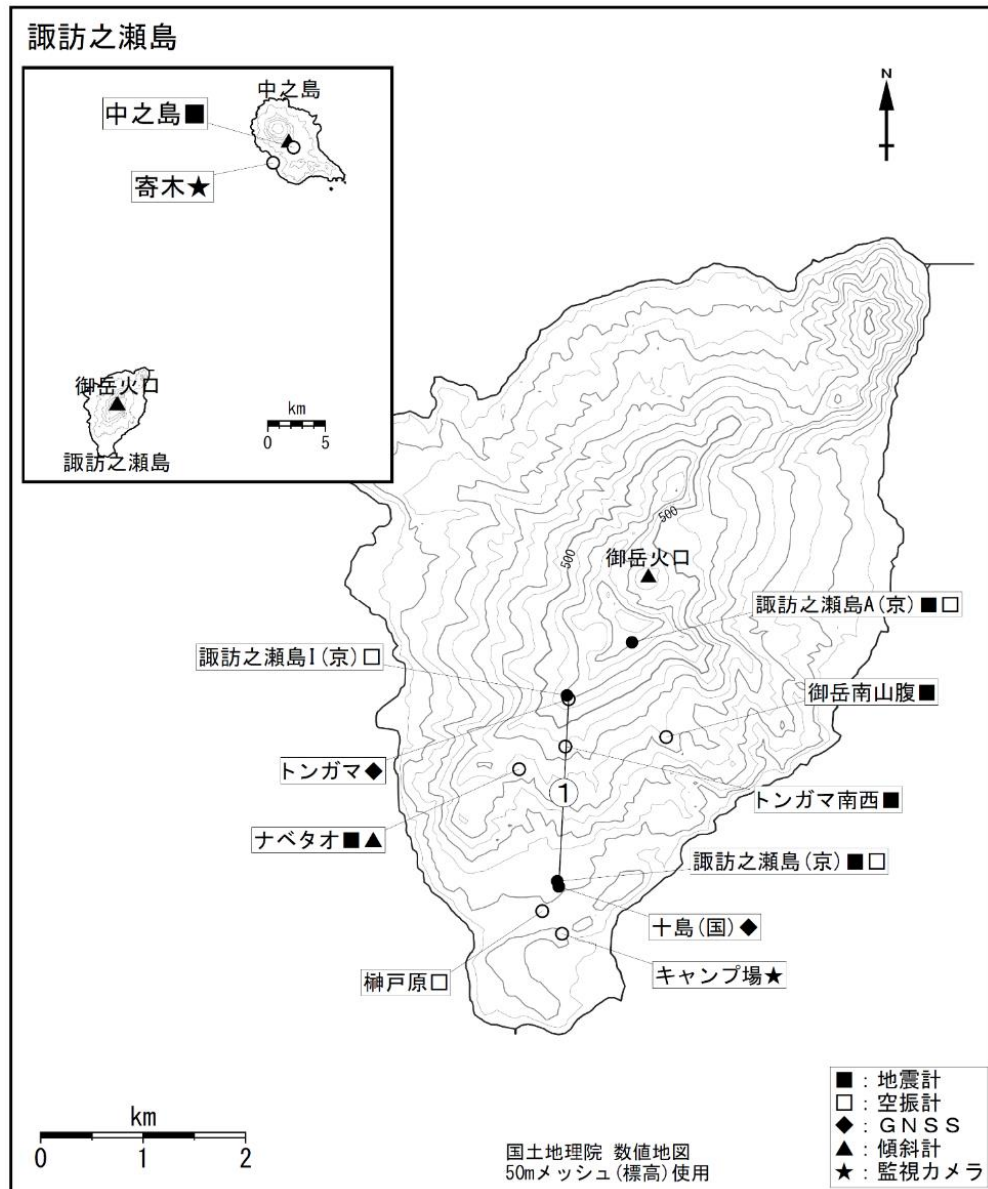 諏訪之瀬島
中之島
中之島■
寄木★
御岳火口
諏訪之瀬島
km
0 5
N
500
500
御岳火口
諏訪之瀬島A(京)■□
諏訪之瀬島I(京)□
御岳南山腹■
トンガマ◆
①
トンガマ南西■
ナベタオ■▲
諏訪之瀬島(京)■□
十島(国)◆
榊戸原□
キャンプ場★
km
0 1 2
国土地理院 数値地図
50mメッシュ(標高)使用
■:地震計
□:空振計
◆:GNSS
▲:傾斜計
★:監視カメラ